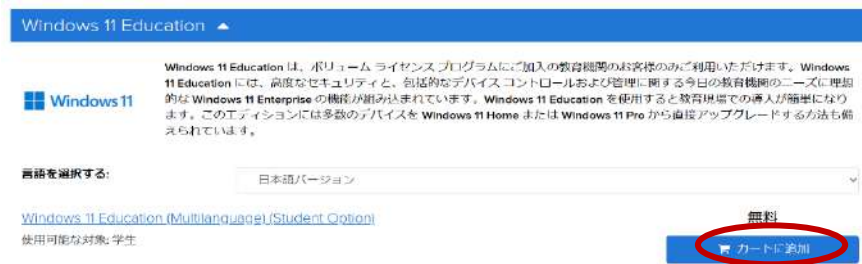 Windows 11 Education
Windows 11 Education は、ボリューム ライセンス プログラムにご加入の教育機関のお客様のみご利用いただけます。Windows
11 Education には、高度なセキュリティと、包括的なデバイス コントロールおよび管理に関する今日の教育機関のニーズに理想
的な Windows 11 Enterprise の機能が組み込まれています。Windows 11 Education を使用すると教育現場での導入が簡単になり
ます。このエディションには多数のデバイスを Windows 11 Home または Windows 11 Pro から直接アップグレードする方法も備
えられています。
Windows 11
言語を選択する:
日本語バージョン
Windows 11 Education (Multilanguage) (Student Option)
無料
使用可能な対象: 学生
カートに追加